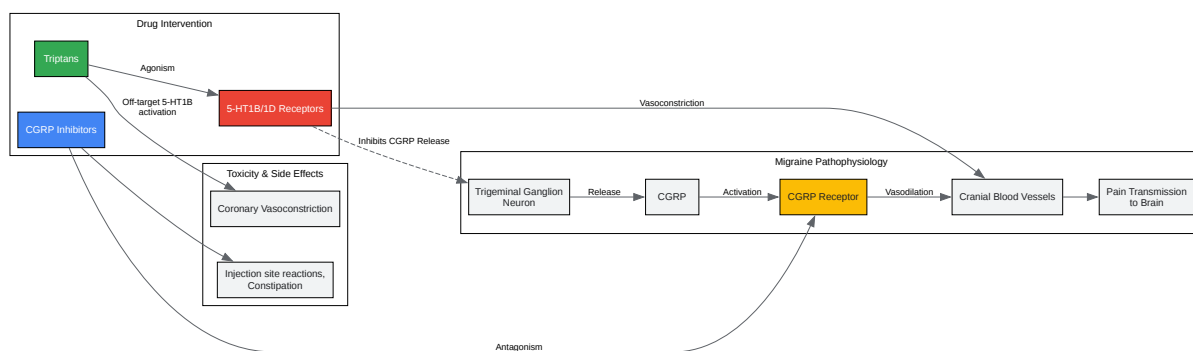 Drug Intervention
Triptans
Agonism
Off-target 5-HT1B
activation
5-HT1B/1D Receptors
CGRP Inhibitors
Vasoconstriction
Inhibits CGRP Release
Toxicity & Side Effects
Coronary Vasoconstriction
Injection site reactions,
Constipation
Migraine Pathophysiology
Trigeminal Ganglion
Neuron
Release
CGRP
Activation
CGRP Receptor
Vasodilation
Cranial Blood Vessels
Pain Transmission
to Brain
Antagonism